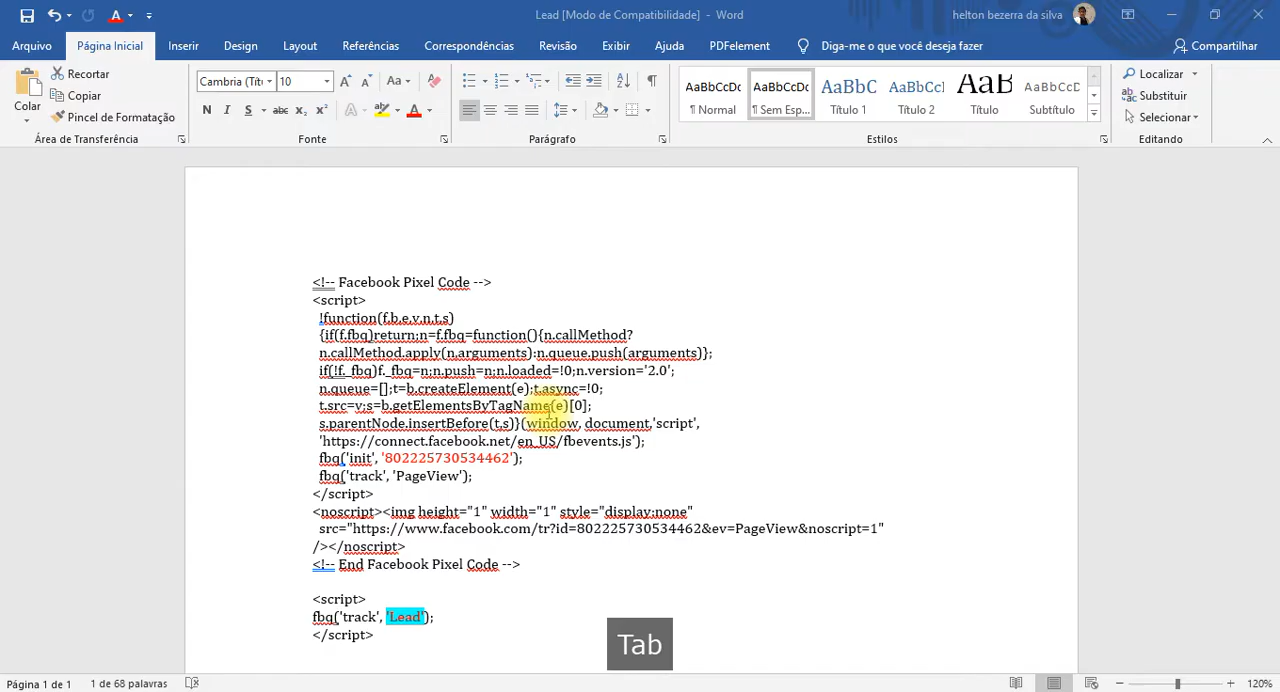 Lead [Modo de Compatibilidade] - Word
helton bezerra da silva
Arquivo
Página Inicial
Inserir
Design
Layout
Referências
Correspondências
Revisão
Exibir
Ajuda
PDFelement
Diga-me o que você deseja fazer
Compartilhar
Colar
Recortar
Copiar
Pincel de Formatação
Área de Transferência
Cambria (Tít
10
N I S abc x₂ x²
Fonte
Parágrafo
AaBbCcDc
¶ Normal
AaBbCcDc
¶ Sem Esp...
AaBbC
Título 1
AaBbCcI
Título 2
AaB
Título
AaBbCcD
Subtítulo
Estilos
Localizar
Substituir
Selecionar
Editando
<!-- Facebook Pixel Code -->
<script>
!function(f,b,e,v,n,t,s)
{if(f.fbq)return;n=f.fbq=function(){n.callMethod?
n.callMethod.apply(n,arguments):n.queue.push(arguments)};
if(!f._fbq)f._fbq=n;n.push=n;n.loaded=!0;n.version='2.0';
n.queue=[];t=b.createElement(e);t.async=!0;
t.src=v;s=b.getElementsByTagName(e)[0];
s.parentNode.insertBefore(t,s)}(window, document,'script',
'https://connect.facebook.net/en_US/fbevents.js');
fbq('init', '802225730534462');
fbq('track', 'PageView');
</script>
<noscript><img height="1" width="1" style="display:none"
src="https://www.facebook.com/tr?id=802225730534462&ev=PageView&noscript=1"
/></noscript>
<!-- End Facebook Pixel Code -->
<script>
fbq('track', 'Lead');
</script>
Tab
Página 1 de 1
1 de 68 palavras
120%